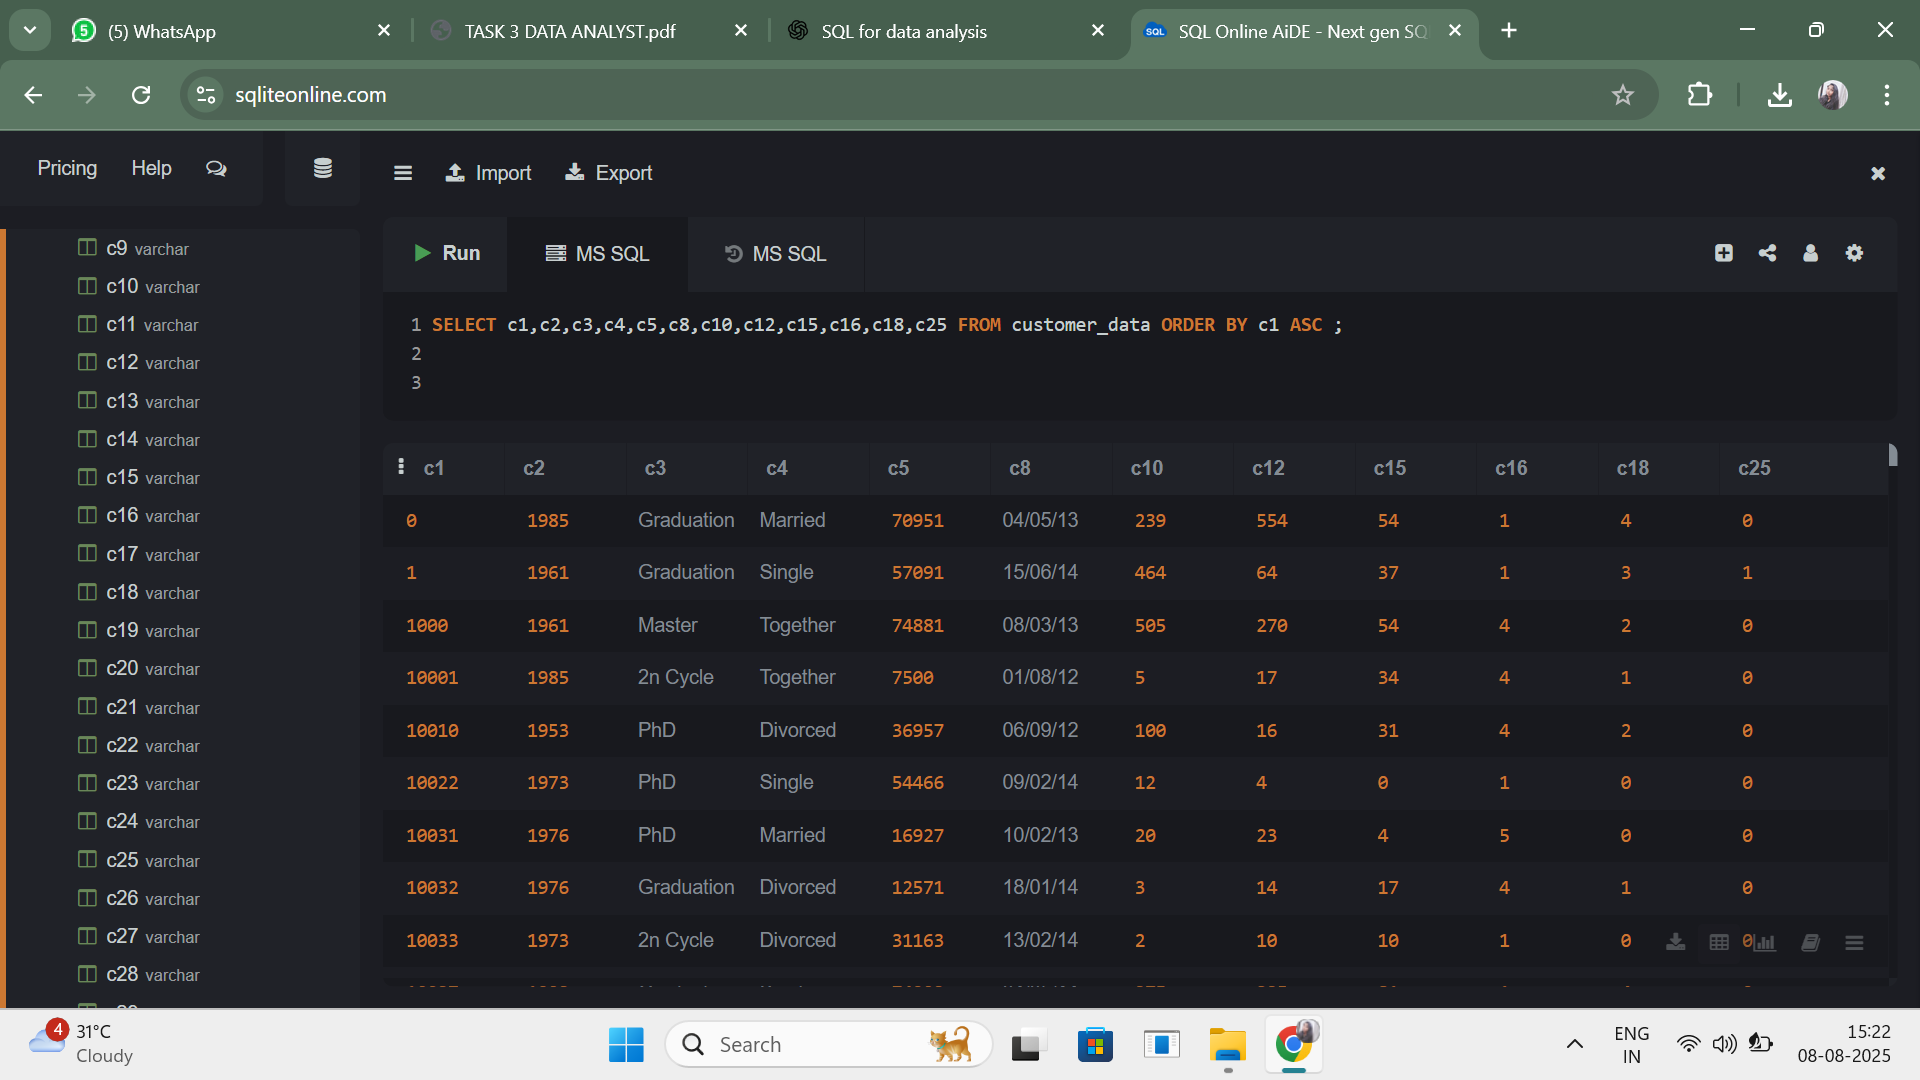 (5) WhatsApp
TASK 3 DATA ANALYST.pdf
SQL for data analysis
SQL Online AiDE - Next gen SQ
sqliteonline.com
Pricing Help
Import Export
Run MS SQL MS SQL
c9 varchar
c10 varchar
c11 varchar
c12 varchar
c13 varchar
c14 varchar
c15 varchar
c16 varchar
c17 varchar
c18 varchar
c19 varchar
c20 varchar
c21 varchar
c22 varchar
c23 varchar
c24 varchar
c25 varchar
c26 varchar
c27 varchar
c28 varchar
1 SELECT c1,c2,c3,c4,c5,c8,c10,c12,c15,c16,c18,c25 FROM customer_data ORDER BY c1 ASC ;
2
3
c1 c2 c3 c4 c5 c8 c10 c12 c15 c16 c18 c25
0 1985 Graduation Married 70951 04/05/13 239 554 54 1 4 0
1 1961 Graduation Single 57091 15/06/14 464 64 37 1 3 1
1000 1961 Master Together 74881 08/03/13 505 270 54 4 2 0
10001 1985 2n Cycle Together 7500 01/08/12 5 17 34 4 1 0
10010 1953 PhD Divorced 36957 06/09/12 100 16 31 4 2 0
10022 1973 PhD Single 54466 09/02/14 12 4 0 1 0 0
10031 1976 PhD Married 16927 10/02/13 20 23 4 5 0 0
10032 1976 Graduation Divorced 12571 18/01/14 3 14 17 4 1 0
10033 1973 2n Cycle Divorced 31163 13/02/14 2 10 10 1 0 0
4
31°C
Cloudy
Search
ENG
IN
15:22
08-08-2025